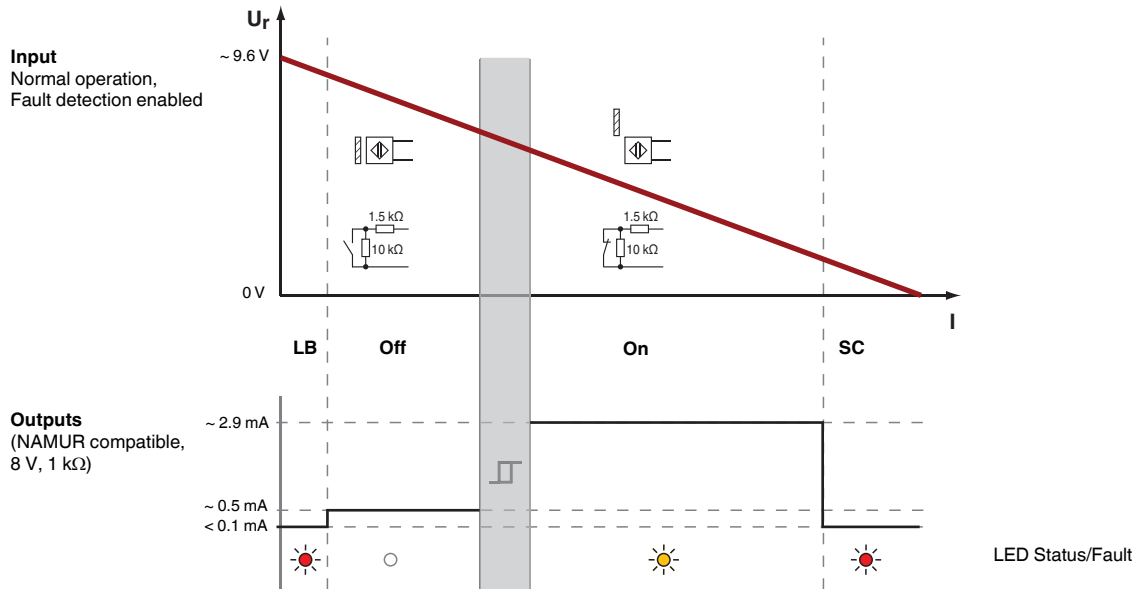 Ur
Input
Normal operation,
Fault detection enabled
~ 9.6 V
1.5 kΩ
10 kΩ
1.5 kΩ
10 kΩ
0 V
I
LB
Off
On
SC
Outputs
(NAMUR compatible,
8 V, 1 kΩ)
~ 2.9 mA
~ 0.5 mA
< 0.1 mA
LED Status/Fault